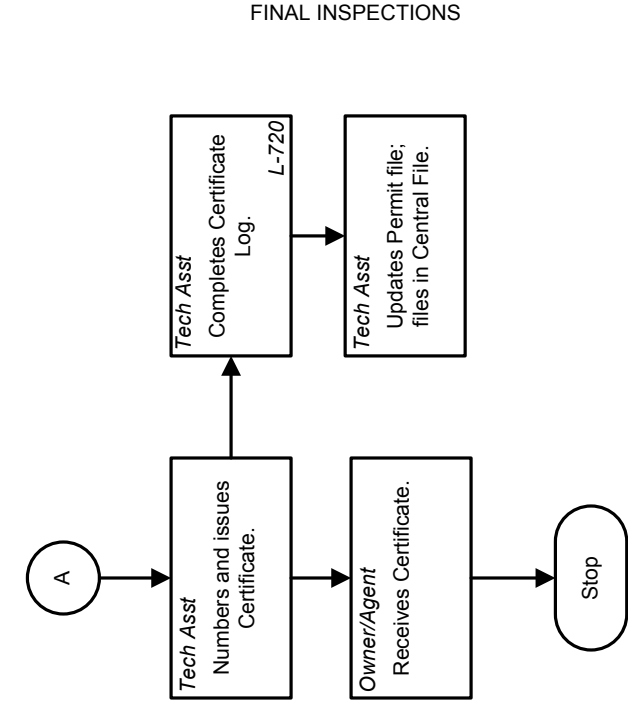 FINAL INSPECTIONS
A
Tech Asst
Numbers and issues
Certificate.
Tech Asst
Completes Certificate
Log.
L-720
Owner/Agent
Receives Certificate.
Tech Asst
Updates Permit file;
files in Central File.
Stop